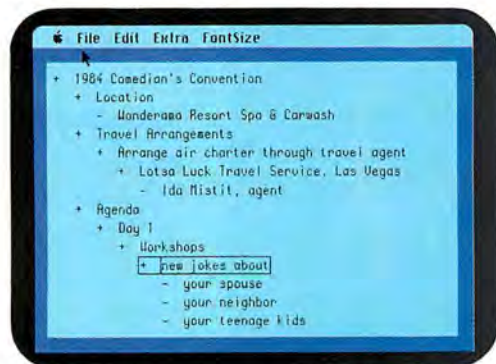 File Edit Extra FontSize
+ 1984 Comedian's Convention
+ Location
- Wonderama Resort Spa & Carwash
+ Travel Arrangements
+ Arrange air charter through travel agent
+ Lotsa Luck Travel Service, Las Vegas
- Ida Mistit, agent
+ Agenda
+ Day 1
+ Workshops
+ new jokes about
- your spouse
- your neighbor
- your teenage kids